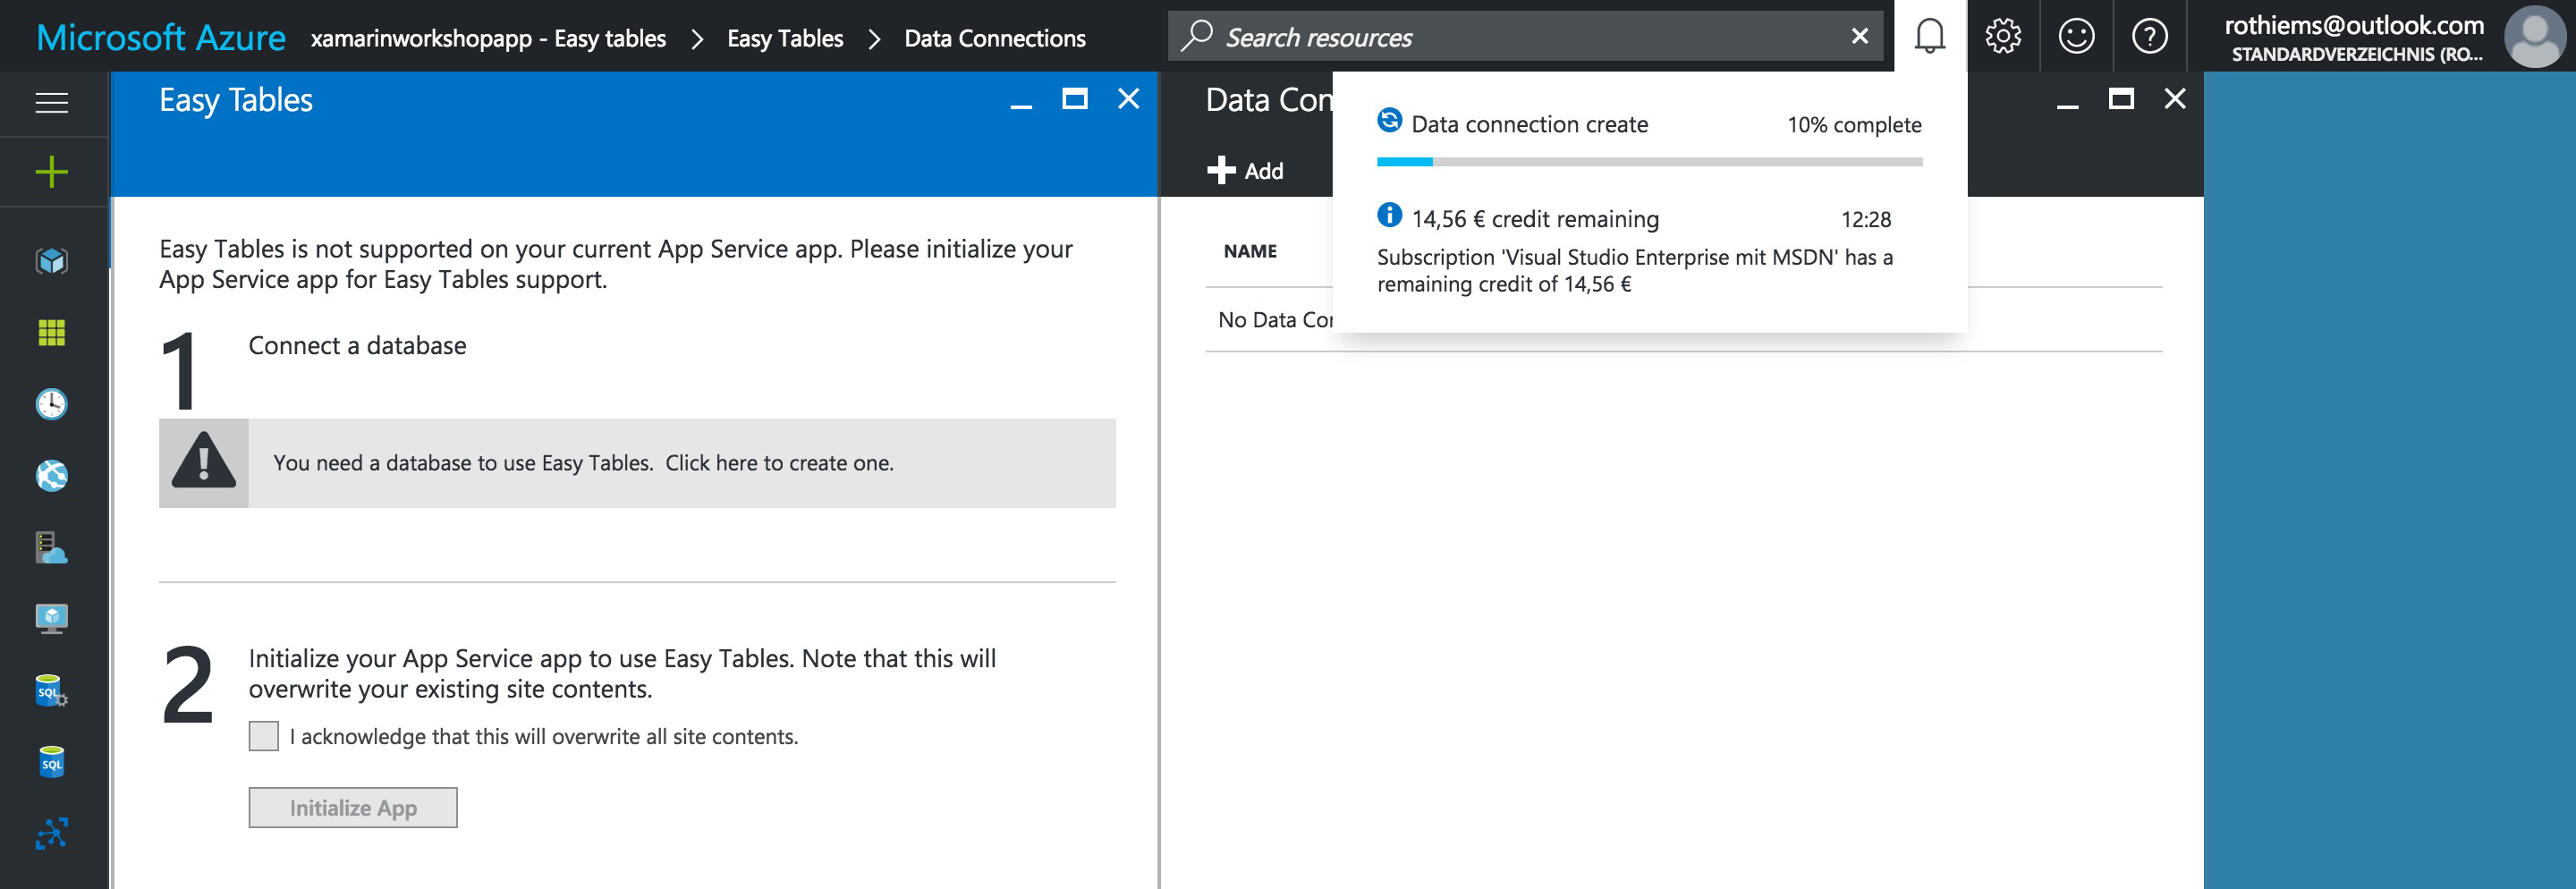 Microsoft Azure xamarinworkshopapp - Easy tables > Easy Tables > Data Connections
Search resources
rothiems@outlook.com
STANDARDVERZEICHNIS (RO...
Easy Tables
Easy Tables is not supported on your current App Service app. Please initialize your
App Service app for Easy Tables support.
1
Connect a database
You need a database to use Easy Tables. Click here to create one.
2
Initialize your App Service app to use Easy Tables. Note that this will
overwrite your existing site contents.
I acknowledge that this will overwrite all site contents.
Initialize App
Data Con
Add
NAME
No Data Co
Data connection create 10% complete
14,56 € credit remaining 12:28
Subscription 'Visual Studio Enterprise mit MSDN' has a
remaining credit of 14,56 €
SQL
SQL